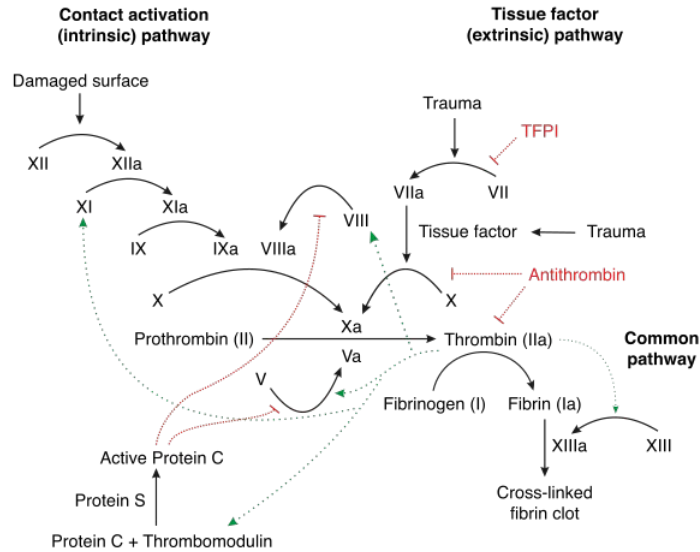 Contact activation
(intrinsic) pathway
Tissue factor
(extrinsic) pathway
Damaged surface
Trauma
TFPI
XII
XIIa
VIIa
VII
XI
XIa
VIII
Tissue factor
Trauma
IX
IXa
VIIIa
X
X
Antithrombin
Xa
Prothrombin (II)
Thrombin (IIa)
Common
pathway
Va
V
Fibrinogen (I)
Fibrin (Ia)
XIIIa
XIII
Active Protein C
Cross-linked
fibrin clot
Protein S
Protein C + Thrombomodulin